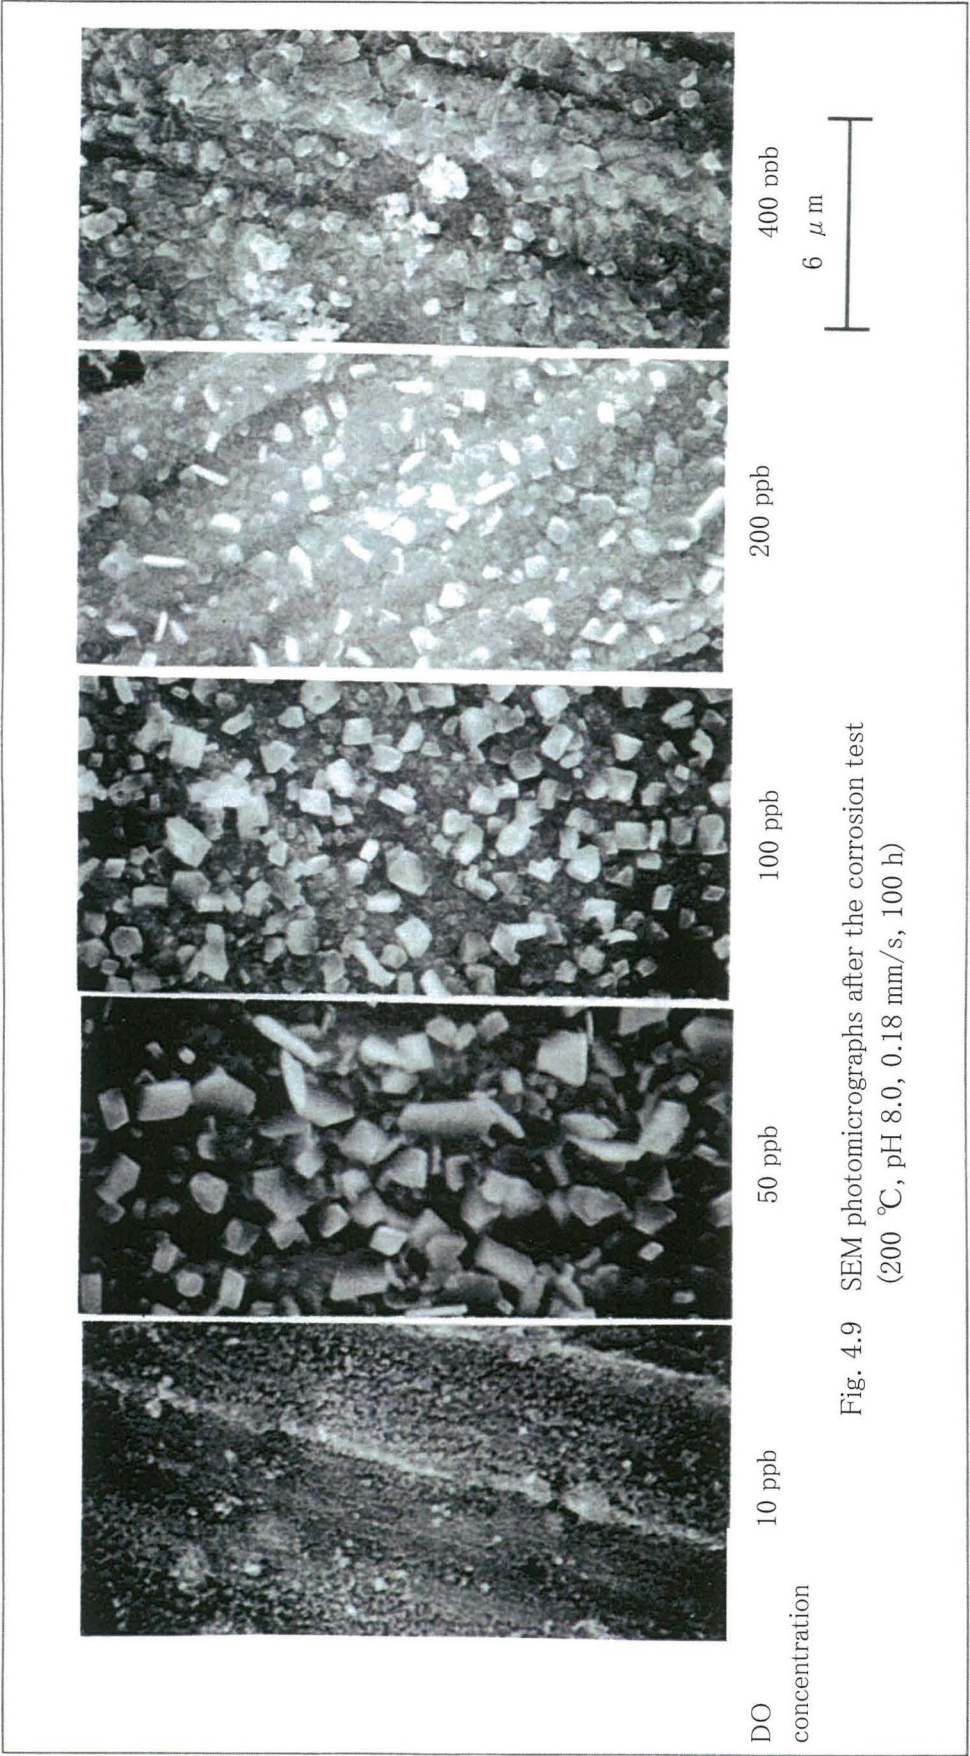 DO
concentration
10 ppb
50 ppb
100 ppb
200 ppb
400 ppb
6 μm
Fig. 4.9 SEM photomicrographs after the corrosion test
(200 ℃, pH 8.0, 0.18 mm/s, 100 h)